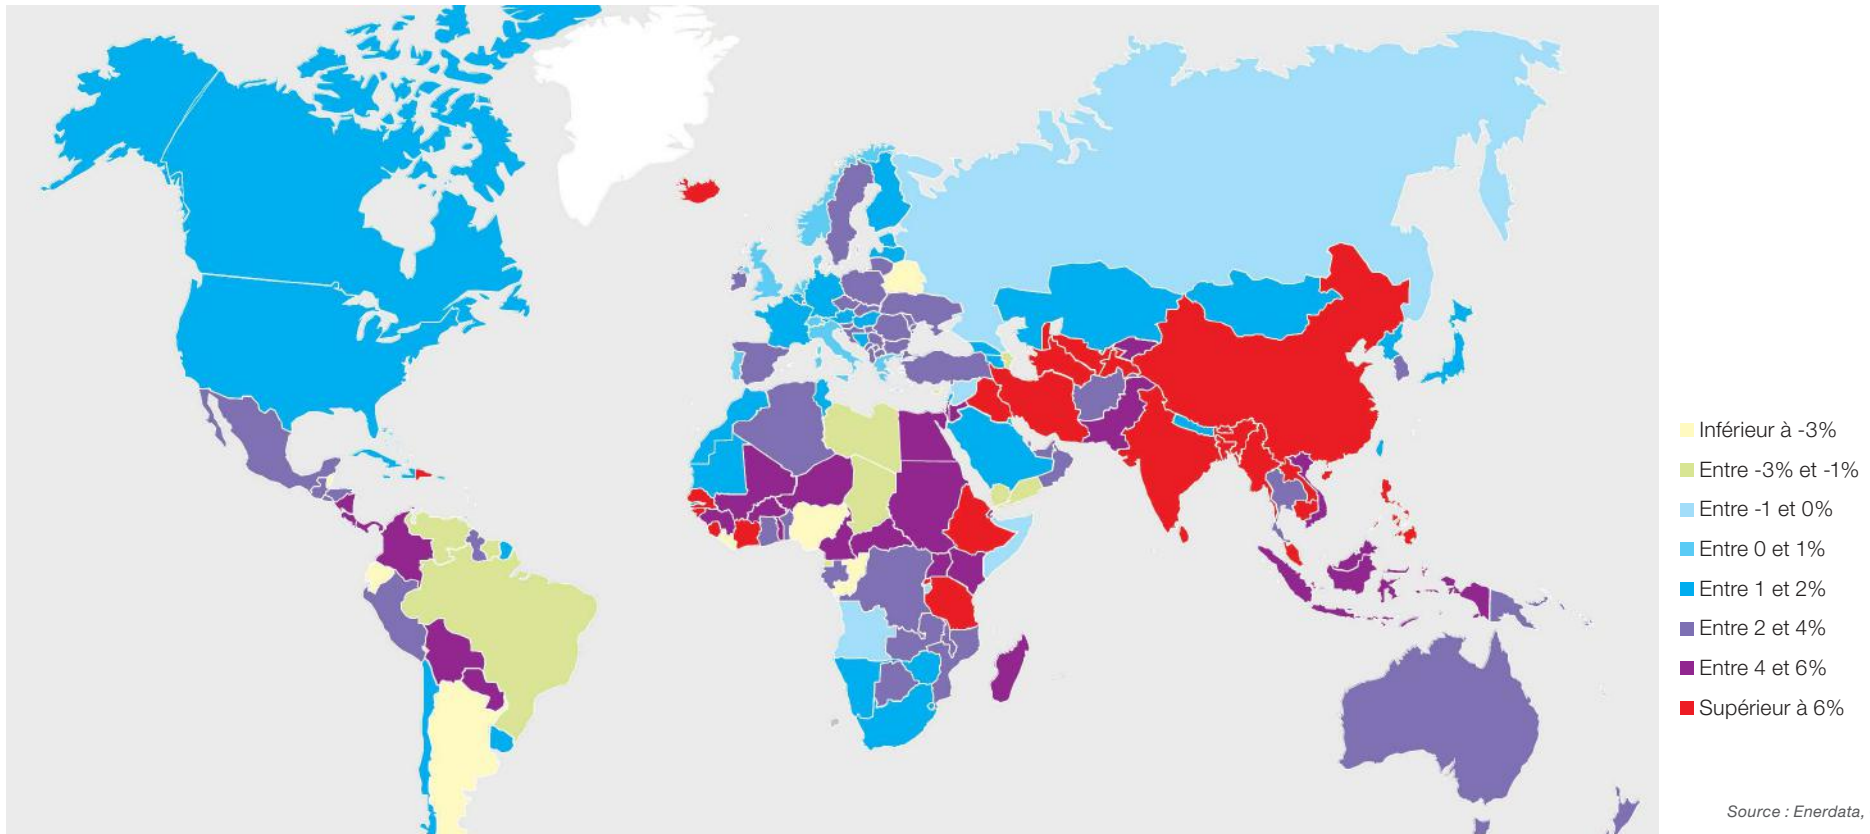 Inférieur à -3%
Entre -3% et -1%
Entre -1 et 0%
Entre 0 et 1%
Entre 1 et 2%
Entre 2 et 4%
Entre 4 et 6%
Supérieur à 6%
Source : Enerdata,